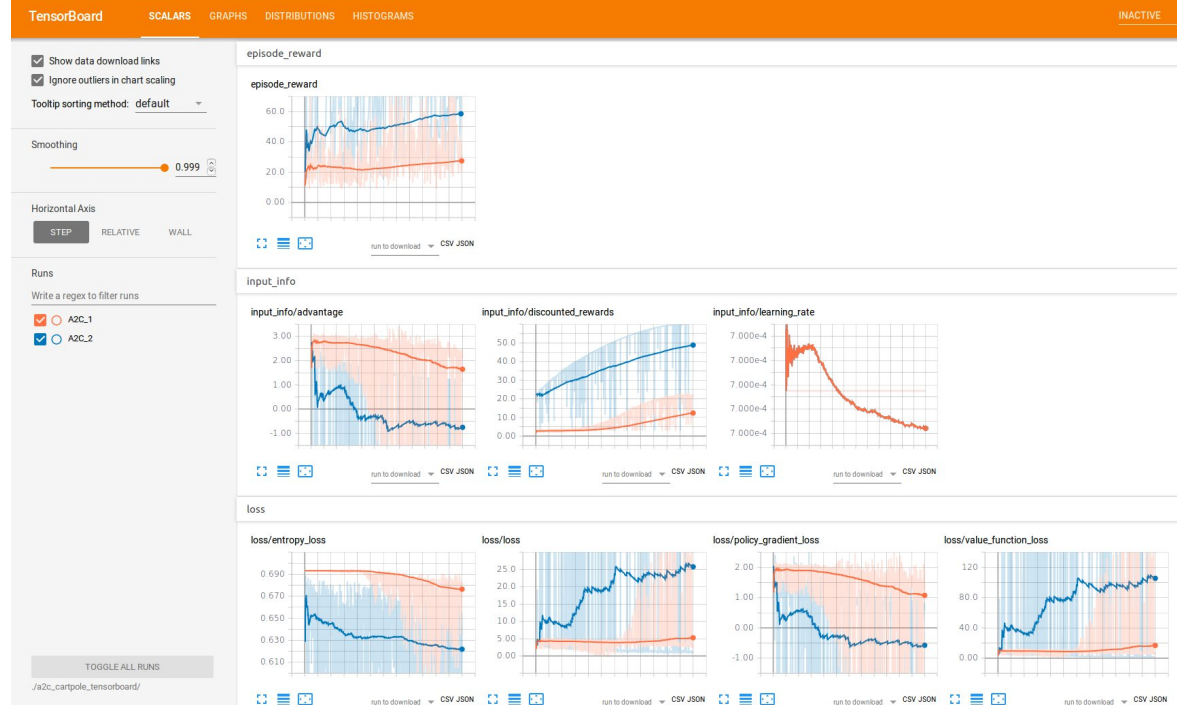 TensorBoard SCALARS GRAPHS DISTRIBUTIONS HISTOGRAMS INACTIVE
Show data download links
Ignore outliers in chart scaling
Tooltip sorting method: default
Smoothing
0.999
Horizontal Axis
STEP RELATIVE WALL
Runs
Write a regex to filter runs
A2C_1
A2C_2
TOGGLE ALL RUNS
./a2c_cartpole_tensorboard/
episode_reward
episode_reward
60.0
40.0
20.0
0.00
run to download CSV JSON
input_info
input_info/advantage
3.00
2.00
1.00
0.00
-1.00
run to download CSV JSON
input_info/discounted_rewards
50.0
40.0
30.0
20.0
10.0
0.00
run to download CSV JSON
input_info/learning_rate
7.000e-4
7.000e-4
7.000e-4
7.000e-4
7.000e-4
run to download CSV JSON
loss
loss/entropy_loss
0.690
0.670
0.650
0.630
0.610
run to download CSV JSON
loss/loss
25.0
20.0
15.0
10.0
5.00
0.00
run to download CSV JSON
loss/policy_gradient_loss
2.00
1.00
0.00
-1.00
run to download CSV JSON
loss/value_function_loss
120
80.0
40.0
0.00
run to download CSV JSON